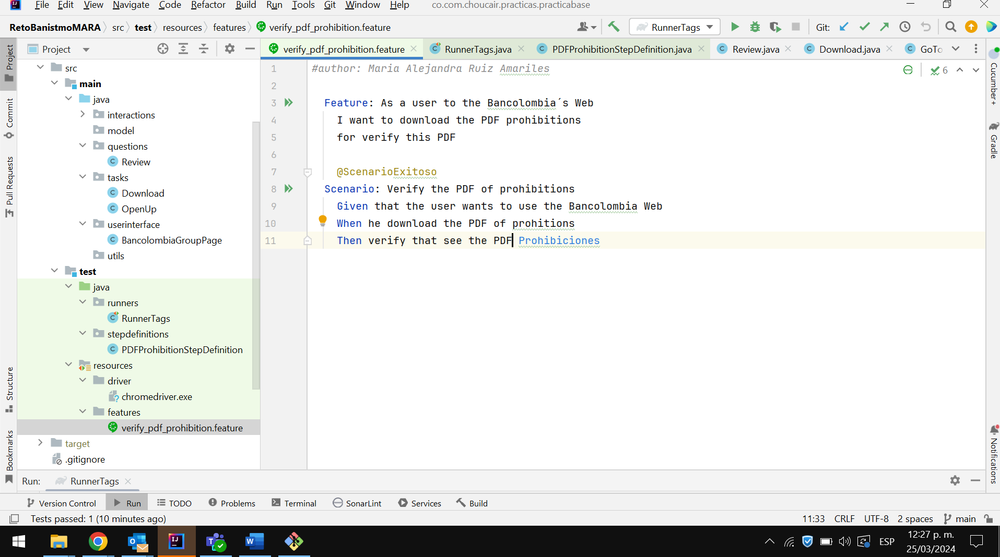 File Edit View Navigate Code Refactor Build Run Tools Git Window Help co.com.choucair.practicas.practicabase
RetoBanistmoMARA src test resources features verify_pdf_prohibition.feature RunnerTags Git:
Project verify_pdf_prohibition.feature RunnerTags.java PDFProhibitionStepDefinition.java Review.java Download.java GoTo
Project
Commit
Pull Requests
Structure
Bookmarks
src
main
java
interactions
model
questions
Review
tasks
Download
OpenUp
userinterface
BancolombiaGroupPage
utils
test
java
runners
RunnerTags
stepdefinitions
PDFProhibitionStepDefinition
resources
driver
chromedriver.exe
features
verify_pdf_prohibition.feature
target
.gitignore
1 #author: Maria Alejandra Ruiz Amariles
6
2
3 Feature: As a user to the Bancolombia´s Web
4 I want to download the PDF prohibitions
5 for verify this PDF
6
7 @ScenarioExitoso
8 Scenario: Verify the PDF of prohibitions
9 Given that the user wants to use the Bancolombia Web
10 When he download the PDF of prohitions
11 Then verify that see the PDF Prohibiciones
Cucumber+
Gradle
Notifications
Run: RunnerTags
Version Control Run TODO Problems Terminal SonarLint Services Build
Tests passed: 1 (10 minutes ago) 11:33 CRLF UTF-8 2 spaces main
ESP 12:27 p. m.
25/03/2024